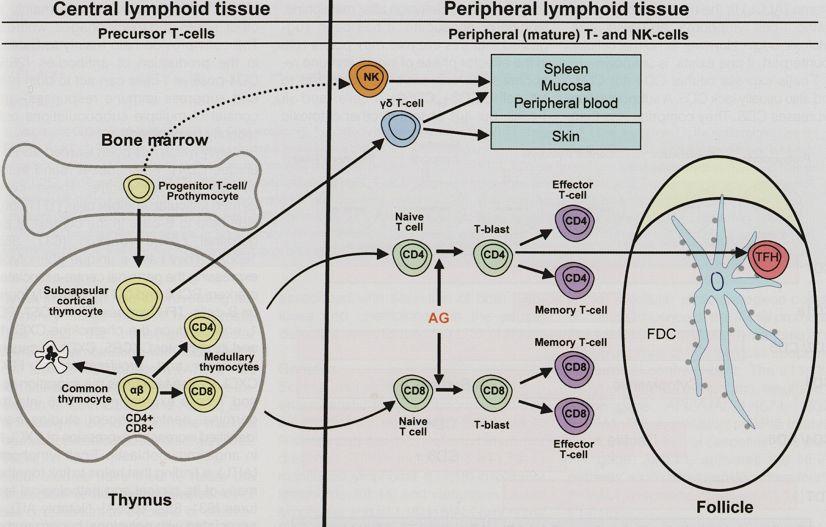 Central lymphoid tissue
Peripheral lymphoid tissue
Precursor T-cells
Peripheral (mature) T- and NK-cells
NK
γδ T-cell
Spleen
Mucosa
Peripheral blood
Skin
Bone marrow
Progenitor T-cell/
Prothymocyte
Subcapsular
cortical
thymocyte
CD4
Medullary
thymocytes
Common
thymocyte
αβ
CD8
CD4+
CD8+
Thymus
Naive
T cell
CD4
T-blast
CD4
Effector
T-cell
CD4
CD4
Memory T-cell
AG
Memory T-cell
CD8
CD8
Naive
T cell
CD8
T-blast
CD8
Effector
T-cell
TFH
FDC
Follicle